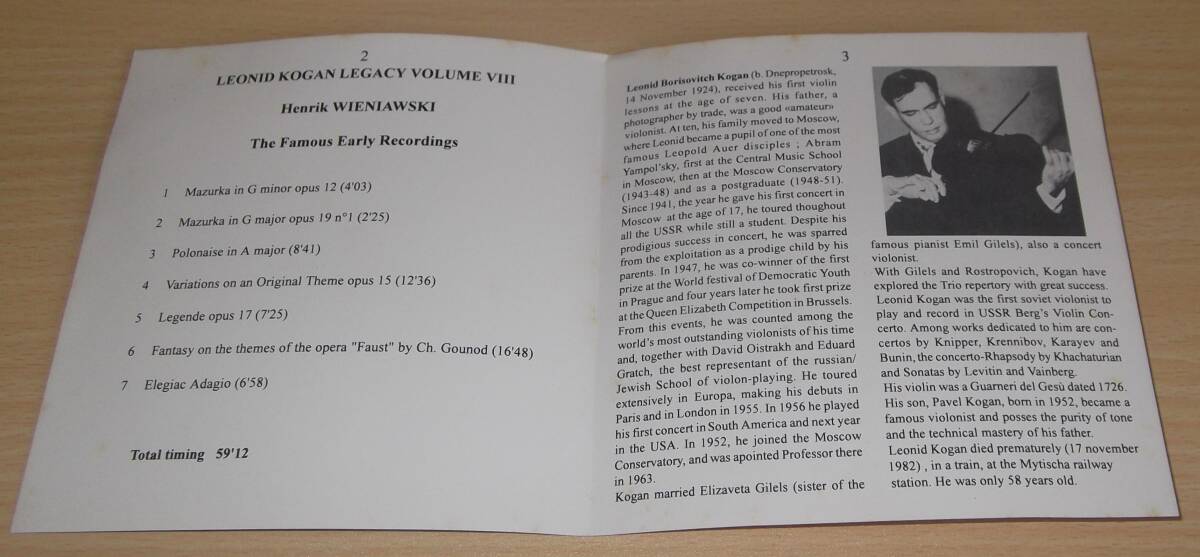 2
LEONID KOGAN LEGACY VOLUME VIII
Henrik WIENIAWSKI
The Famous Early Recordings
1 Mazurka in G minor opus 12 (4'03)
2 Mazurka in G major opus 19 n°1 (2'25)
3 Polonaise in A major (8'41)
4 Variations on an Original Theme opus 15 (12'36)
5 Legende opus 17 (7'25)
6 Fantasy on the themes of the opera "Faust" by Ch. Gounod (16'48)
7 Elegiac Adagio (6'58)
Total timing 59'12
3
Leonid Borisovitch Kogan (b. Dnepropetrosk,
14 November 1924), received his first violin
lessons at the age of seven. His father, a
photographer by trade, was a good «amateur»
violonist. At ten, his family moved to Moscow,
where Leonid became a pupil of one of the most
famous Leopold Auer disciples ; Abram
Yampol'sky, first at the Central Music School
in Moscow, then at the Moscow Conservatory
(1943-48) and as a postgraduate (1948-51).
Since 1941, the year he gave his first concert in
Moscow at the age of 17, he toured thoughout
all the USSR while still a student. Despite his
prodigious success in concert, he was sparred
from the exploitation as a prodige child by his
parents. In 1947, he was co-winner of the first
prize at the World festival of Democratic Youth
in Prague and four years later he took first prize
at the Queen Elizabeth Competition in Brussels.
From this events, he was counted among the
world's most outstanding violonists of his time
and, together with David Oistrakh and Eduard
Gratch, the best representant of the russian/
Jewish School of violon-playing. He toured
extensively in Europa, making his debuts in
Paris and in London in 1955. In 1956 he played
his first concert in South America and next year
in the USA. In 1952, he joined the Moscow
Conservatory, and was apointed Professor there
in 1963.
Kogan married Elizaveta Gilels (sister of the
famous pianist Emil Gilels), also a concert
violonist.
With Gilels and Rostropovich, Kogan have
explored the Trio repertory with great success.
Leonid Kogan was the first soviet violonist to
play and record in USSR Berg's Violin Con-
certo. Among works dedicated to him are con-
certos by Knipper, Krennibov, Karayev and
Bunin, the concerto-Rhapsody by Khachaturian
and Sonatas by Levitin and Vainberg.
His violin was a Guarneri del Gesù dated 1726.
His son, Pavel Kogan, born in 1952, became a
famous violonist and posses the purity of tone
and the technical mastery of his father.
Leonid Kogan died prematurely (17 november
1982) , in a train, at the Mytischa railway
station. He was only 58 years old.